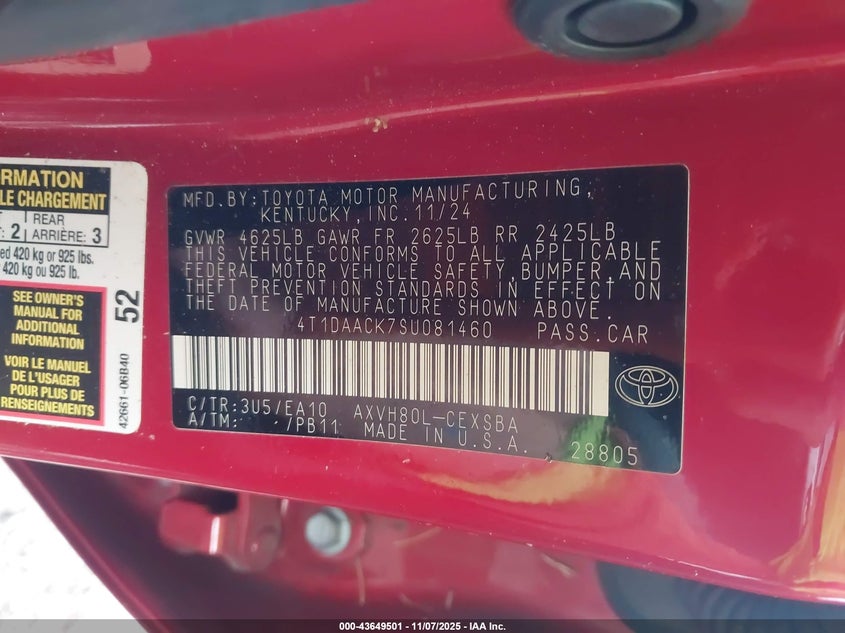 RMATION
LE CHARGEMENT
REAR
2
ARRIÈRE: 3
ed 420 kg or 925 lbs.
420 kg ou 925 lb.
SEE OWNER'S
MANUAL FOR
ADDITIONAL
INFORMATION
VOIR LE MANUEL
DE L'USAGER
POUR PLUS DE
RENSEIGNEMENTS
52
42661-06B40
MFD.BY:TOYOTA MOTOR MANUFACTURING,
KENTUCKY,INC.11/24
GVWR 4625LB GAWR FR 2625LB RR 2425LB
THIS VEHICLE CONFORMS TO ALL APPLICABLE
FEDERAL MOTOR VEHICLE SAFETY,BUMPER,AND
THEFT PREVENTION STANDARDS IN EFFECT ON
THE DATE OF MANUFACTURE SHOWN ABOVE.
4T1DAACK7SU081460 PASS.CAR
C/TR:3U5/EA10 AXVH80L-CEXSBA
A/TM: /PB11 MADE IN U.S.A.
28805
000-43649501 - 11/07/2025 - IAA Inc.